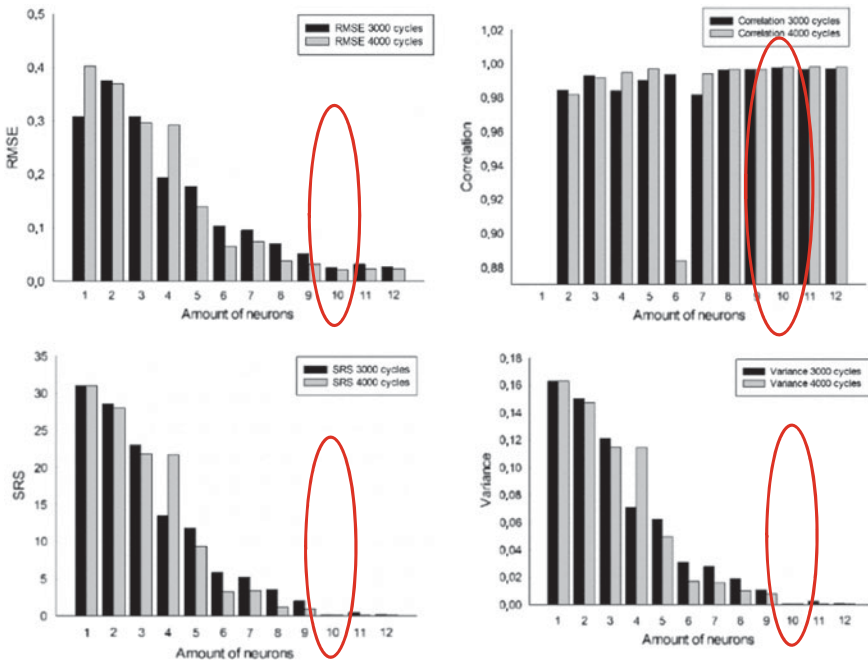 RMSE 3000 cycles
RMSE 4000 cycles
0,5
0,4
0,3
0,2
0,1
0,0
RMSE
1 2 3 4 5 6 7 8 9 10 11 12
Amount of neurons
Correlation 3000 cycles
Correlation 4000 cycles
1,02
1,00
0,98
0,96
0,94
0,92
0,90
0,88
Correlation
1 2 3 4 5 6 7 8 9 10 11 12
Amount of neurons
SRS 3000 cycles
SRS 4000 cycles
35
30
25
20
15
10
5
0
SRS
1 2 3 4 5 6 7 8 9 10 11 12
Amount of neurons
Variance 3000 cycles
Variance 4000 cycles
0,18
0,16
0,14
0,12
0,10
0,08
0,06
0,04
0,02
0,00
Variance
1 2 3 4 5 6 7 8 9 10 11 12
Amount of neurons